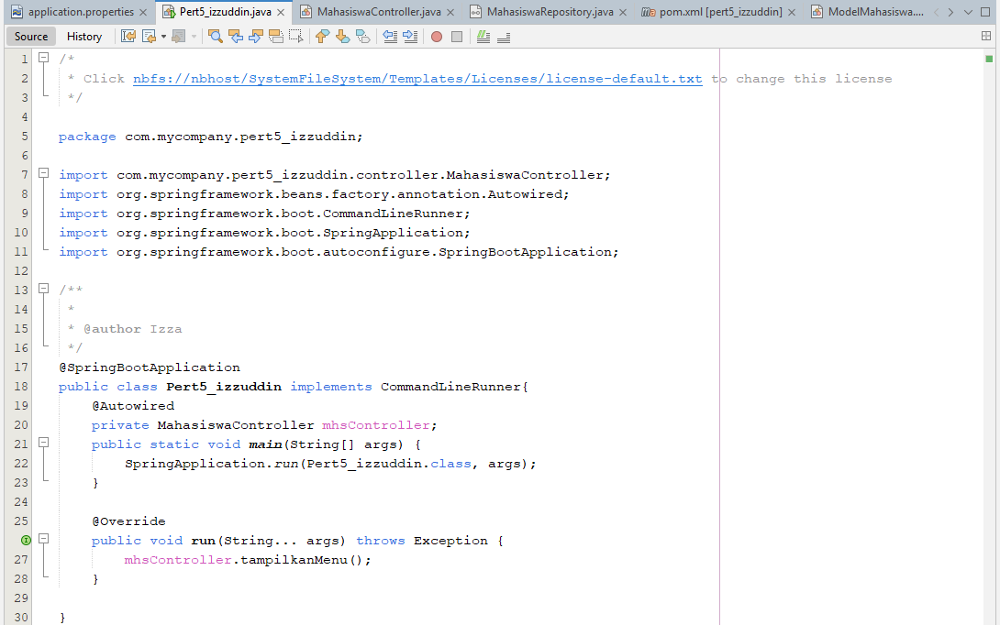 application.properties × Pert5_izzuddin.java × MahasiswaController.java × MahasiswaRepository.java × pom.xml [pert5_izzuddin] × ModelMahasiswa....
Source History
1 /*
2 * Click nbfs://nbhost/SystemFileSystem/Templates/Licenses/license-default.txt to change this license
3 */
4
5 package com.mycompany.pert5_izzuddin;
6
7 import com.mycompany.pert5_izzuddin.controller.MahasiswaController;
8 import org.springframework.beans.factory.annotation.Autowired;
9 import org.springframework.boot.CommandLineRunner;
10 import org.springframework.boot.SpringApplication;
11 import org.springframework.boot.autoconfigure.SpringBootApplication;
12
13 /**
14 *
15 * @author Izza
16 */
17 @SpringBootApplication
18 public class Pert5_izzuddin implements CommandLineRunner{
19 @Autowired
20 private MahasiswaController mhsController;
21 public static void main(String[] args) {
22 SpringApplication.run(Pert5_izzuddin.class, args);
23 }
24
25 @Override
public void run(String... args) throws Exception {
27 mhsController.tampilkanMenu();
28 }
29
30 }